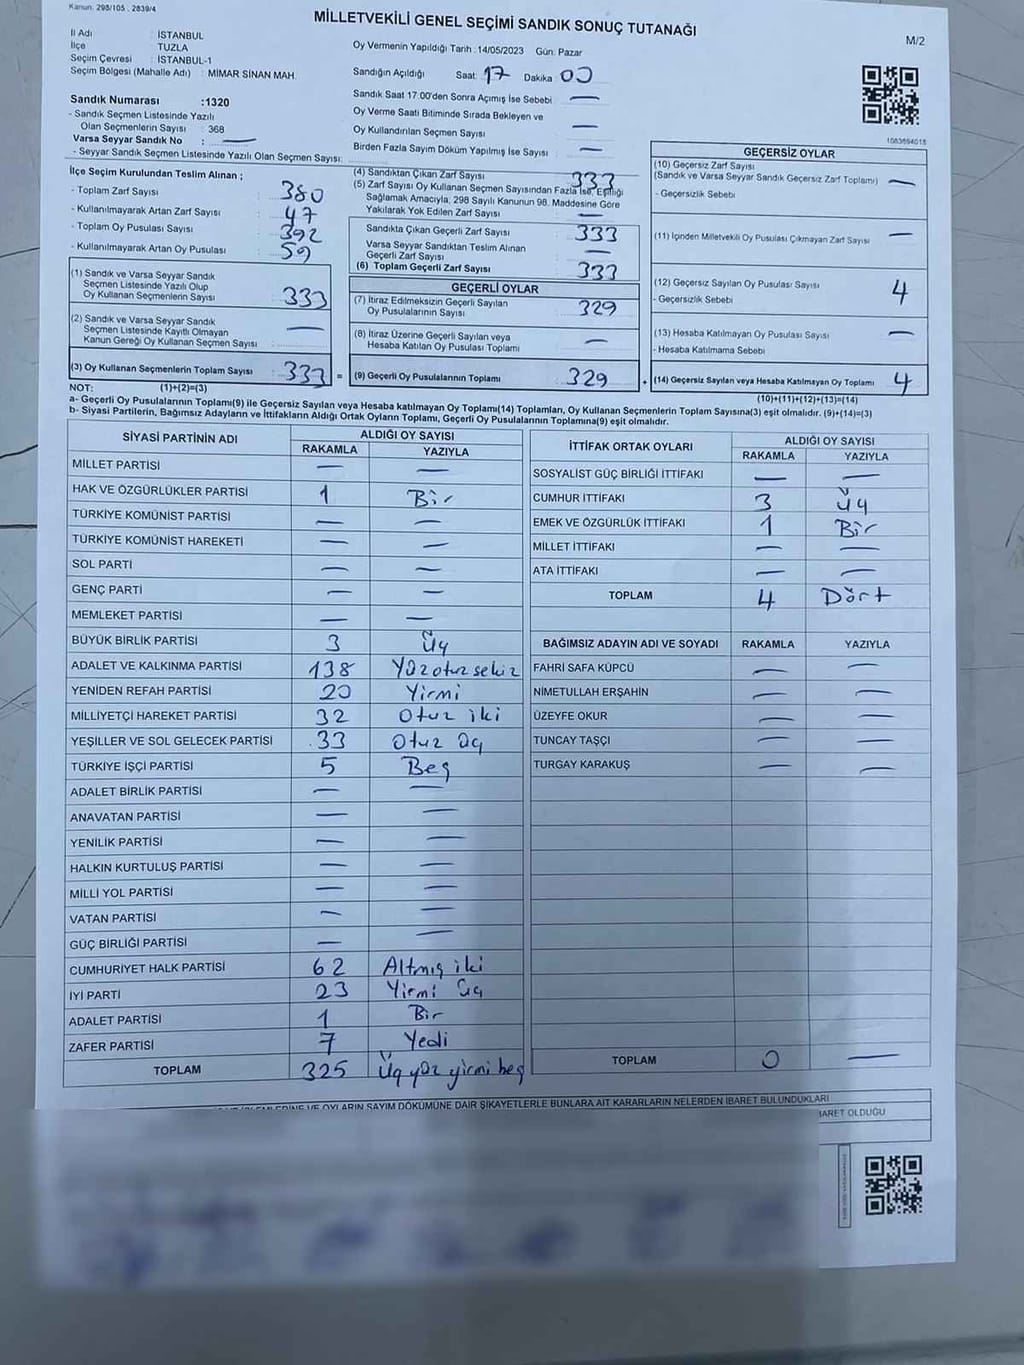 Kanun: 298/105 . 2839/4
MİLLETVEKİLİ GENEL SEÇİMİ SANDIK SONUÇ TUTANAĞI
M/2
İl Adı : İSTANBUL
İlçe : TUZLA
Seçim Çevresi : İSTANBUL-1
Seçim Bölgesi (Mahalle Adı) : MİMAR SİNAN MAH.
Oy Vermenin Yapıldığı Tarih : 14/05/2023 Gün: Pazar
Sandığın Açıldığı Saat 17 Dakika 00
Sandık Saat 17:00'den Sonra Açılmış İse Sebebi —
Oy Verme Saati Bitiminde Sırada Bekleyen ve
Oy Kullandırılan Seçmen Sayısı —
Birden Fazla Sayım Döküm Yapılmış İse Sayısı —
Sandık Numarası :1320
- Sandık Seçmen Listesinde Yazılı
Olan Seçmenlerin Sayısı : 368
Varsa Seyyar Sandık No : —
- Seyyar Sandık Seçmen Listesinde Yazılı Olan Seçmen Sayısı:
İlçe Seçim Kurulundan Teslim Alınan ;
- Toplam Zarf Sayısı : 380
- Kullanılmayarak Artan Zarf Sayısı : 47
- Toplam Oy Pusulası Sayısı : 392
- Kullanılmayarak Artan Oy Pusulası : 59
(1) Sandık ve Varsa Seyyar Sandık
Seçmen Listesinde Yazılı Olup
Oy Kullanan Seçmenlerin Sayısı : 333
(2) Sandık ve Varsa Seyyar Sandık
Seçmen Listesinde Kayıtlı Olmayan
Kanun Gereği Oy Kullanan Seçmen Sayısı : —
(3) Oy Kullanan Seçmenlerin Toplam Sayısı : 333 =
(4) Sandıktan Çıkan Zarf Sayısı 333
(5) Zarf Sayısı Oy Kullanan Seçmen Sayısından Fazla İse, Eşitliği
Sağlamak Amacıyla, 298 Sayılı Kanunun 98. Maddesine Göre
Yakılarak Yok Edilen Zarf Sayısı —
Sandıkta Çıkan Geçerli Zarf Sayısı 333
Varsa Seyyar Sandıktan Teslim Alınan
Geçerli Zarf Sayısı —
(6) Toplam Geçerli Zarf Sayısı 333
GEÇERLİ OYLAR
(7) İtiraz Edilmeksizin Geçerli Sayılan
Oy Pusulalarının Sayısı 329
(8) İtiraz Üzerine Geçerli Sayılan veya
Hesaba Katılan Oy Pusulası Toplamı —
(9) Geçerli Oy Pusulalarının Toplamı 329 +
1083694018
GEÇERSİZ OYLAR
(10) Geçersiz Zarf Sayısı
(Sandık ve Varsa Seyyar Sandık Geçersiz Zarf Toplamı) —
- Geçersizlik Sebebi
(11) İçinden Milletvekili Oy Pusulası Çıkmayan Zarf Sayısı —
(12) Geçersiz Sayılan Oy Pusulası Sayısı 4
- Geçersizlik Sebebi
(13) Hesaba Katılmayan Oy Pusulası Sayısı —
- Hesaba Katılmama Sebebi
(14) Geçersiz Sayılan veya Hesaba Katılmayan Oy Toplamı 4
NOT: (1)+(2)=(3) (10)+(11)+(12)+(13)=(14)
a- Geçerli Oy Pusulalarının Toplamı(9) ile Geçersiz Sayılan veya Hesaba katılmayan Oy Toplamı(14) Toplamları, Oy Kullanan Seçmenlerin Toplam Sayısına(3) eşit olmalıdır. (9)+(14)=(3)
b- Siyasi Partilerin, Bağımsız Adayların ve İttifakların Aldığı Ortak Oyların Toplamı, Geçerli Oy Pusulalarının Toplamına(9) eşit olmalıdır.
SİYASİ PARTİNİN ADI ALDIĞI OY SAYISI
RAKAMLA YAZIYLA
MİLLET PARTİSİ — —
HAK VE ÖZGÜRLÜKLER PARTİSİ 1 Bir
TÜRKİYE KOMÜNİST PARTİSİ — —
TÜRKİYE KOMÜNİST HAREKETİ — —
SOL PARTİ — —
GENÇ PARTİ — —
MEMLEKET PARTİSİ — —
BÜYÜK BİRLİK PARTİSİ 3 Üç
ADALET VE KALKINMA PARTİSİ 138 Yüz otuz sekiz
YENİDEN REFAH PARTİSİ 20 Yirmi
MİLLİYETÇİ HAREKET PARTİSİ 32 Otuz iki
YEŞİLLER VE SOL GELECEK PARTİSİ 33 Otuz üç
TÜRKİYE İŞÇİ PARTİSİ 5 Beş
ADALET BİRLİK PARTİSİ — —
ANAVATAN PARTİSİ — —
YENİLİK PARTİSİ — —
HALKIN KURTULUŞ PARTİSİ — —
MİLLİ YOL PARTİSİ — —
VATAN PARTİSİ — —
GÜÇ BİRLİĞİ PARTİSİ — —
CUMHURİYET HALK PARTİSİ 62 Altmış iki
İYİ PARTİ 23 Yirmi üç
ADALET PARTİSİ 1 Bir
ZAFER PARTİSİ 7 Yedi
TOPLAM 325 Üç yüz yirmi beş
İTTİFAK ORTAK OYLARI ALDIĞI OY SAYISI
RAKAMLA YAZIYLA
SOSYALİST GÜÇ BİRLİĞİ İTTİFAKI — —
CUMHUR İTTİFAKI 3 Üç
EMEK VE ÖZGÜRLÜK İTTİFAKI 1 Bir
MİLLET İTTİFAKI — —
ATA İTTİFAKI — —
TOPLAM 4 Dört
BAĞIMSIZ ADAYIN ADI VE SOYADI RAKAMLA YAZIYLA
FAHRİ SAFA KÜPCÜ — —
NİMETULLAH ERŞAHİN — —
ÜZEYFE OKUR — —
TUNCAY TAŞÇI — —
TURGAY KARAKUŞ — —
TOPLAM 0 —
VE OYLARIN SAYIM DÖKÜMÜNE DAİR ŞİKAYETLERLE BUNLARA AİT KARARLARIN NELERDEN İBARET BULUNDUKLARI
OLDUĞU